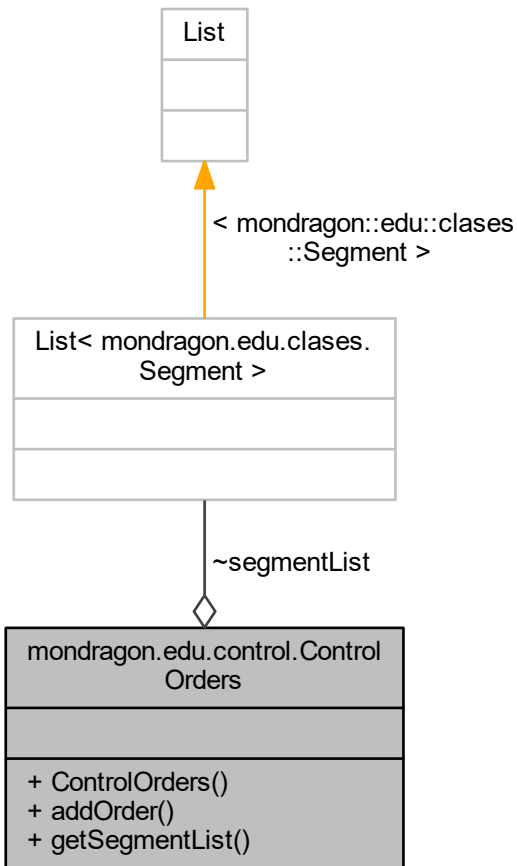 List
< mondragon::edu::clases
::Segment >
List< mondragon.edu.clases.
Segment >
~segmentList
mondragon.edu.control.Control
Orders
+ ControlOrders()
+ addOrder()
+ getSegmentList()